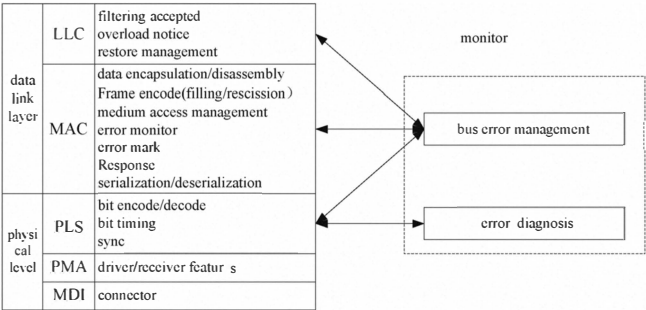 LLC
filtering accepted
overload notice
restore management
data
link
layer
MAC
data encapsulation/disassembly
Frame encode(filling/rescission)
medium access management
error monitor
error mark
Response
serialization/deserialization
physi
cal
level
PLS
bit encode/decode
bit timing
sync
PMA
driver/receiver featur s
MDI
connector
monitor
bus error management
error diagnosis